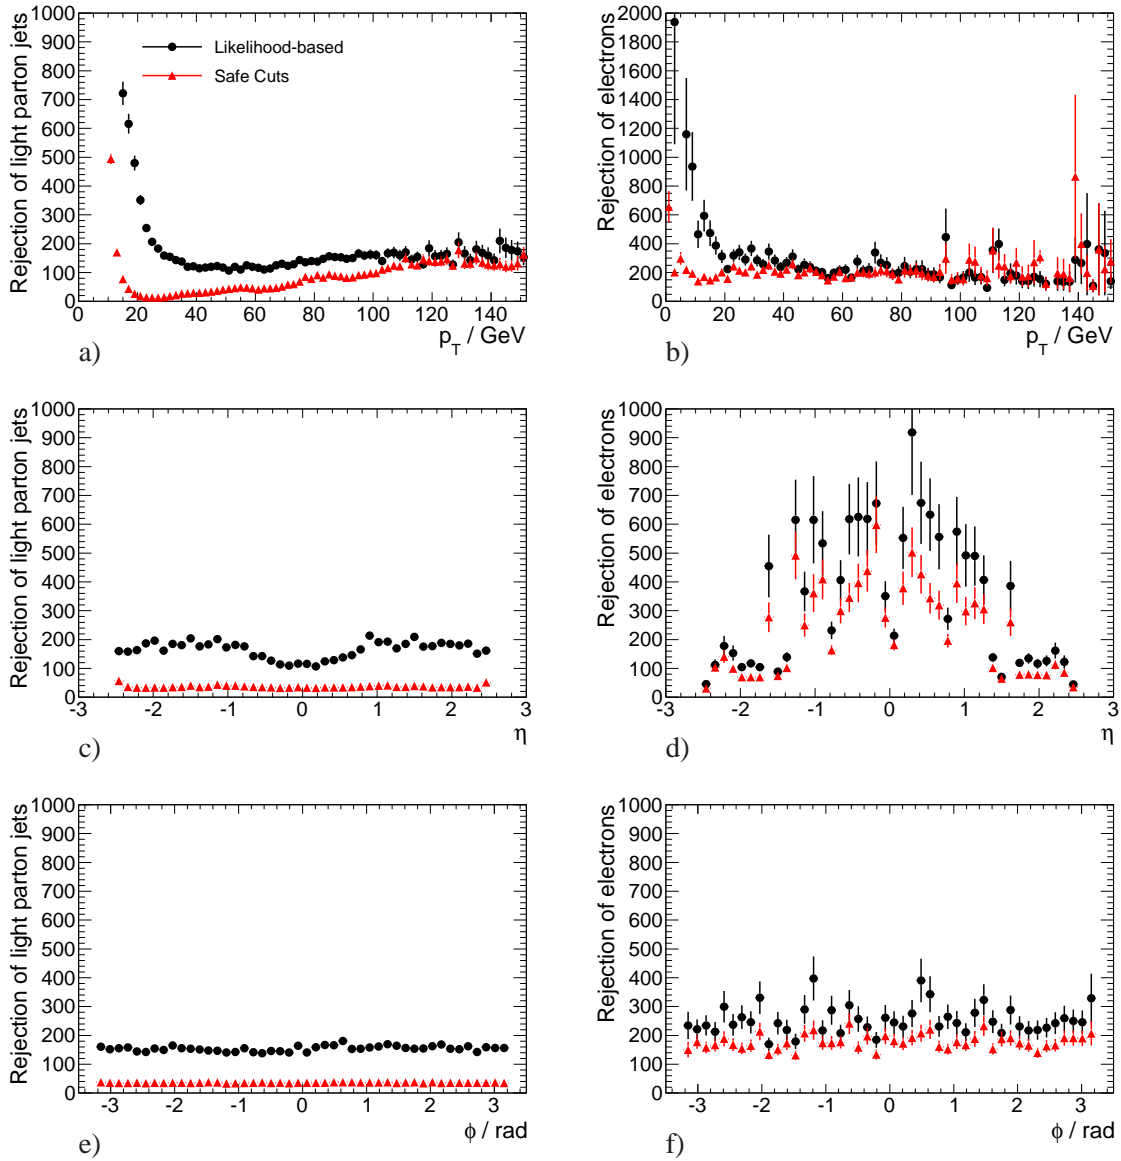 Rejection of light parton jets
1000
900
800
700
600
500
400
300
200
100
0
Likelihood-based
Safe Cuts
0 20 40 60 80 100 120 140
p_T / GeV
a)
Rejection of electrons
2000
1800
1600
1400
1200
1000
800
600
400
200
0
0 20 40 60 80 100 120 140
p_T / GeV
b)
Rejection of light parton jets
1000
900
800
700
600
500
400
300
200
100
0
-3 -2 -1 0 1 2 3
η
c)
Rejection of electrons
1000
900
800
700
600
500
400
300
200
100
0
-3 -2 -1 0 1 2 3
η
d)
Rejection of light parton jets
1000
900
800
700
600
500
400
300
200
100
0
-3 -2 -1 0 1 2 3
ϕ / rad
e)
Rejection of electrons
1000
900
800
700
600
500
400
300
200
100
0
-3 -2 -1 0 1 2 3
ϕ / rad
f)